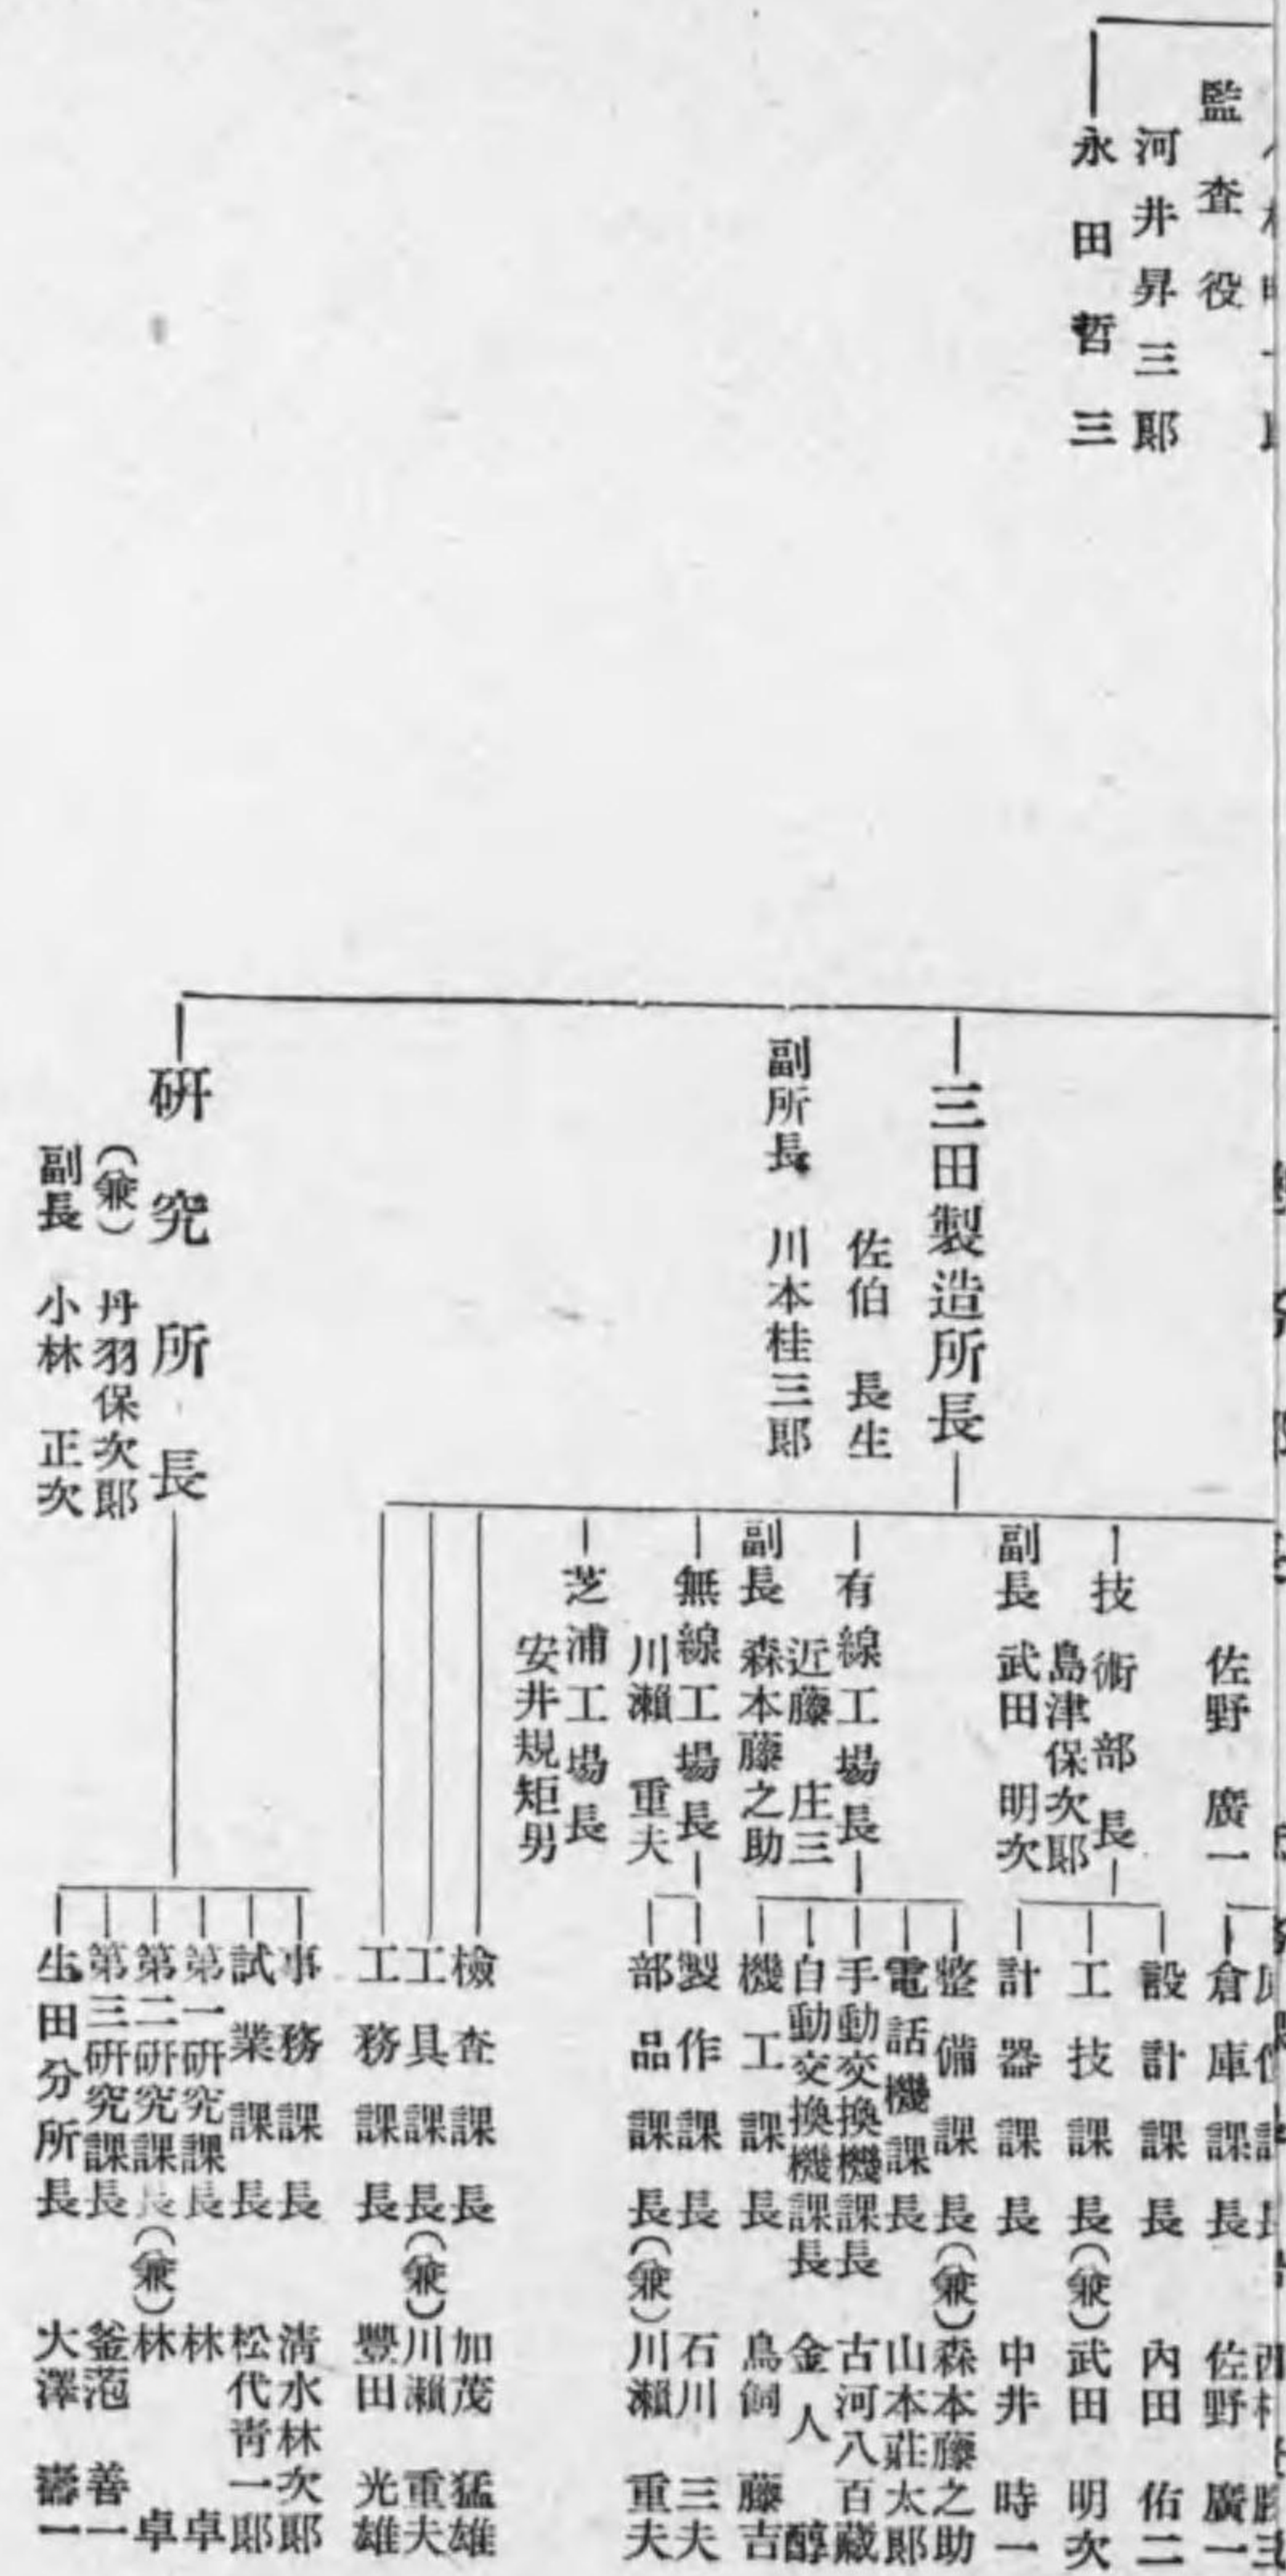 監査役
河井昇三郎
永田哲三
三田製造所長
佐伯 長生
副所長 川本桂三郎
研究所長
(兼) 丹羽保次郎
副長 小林 正次
佐野 廣一
技術部長
島津保次郎
副長 武田 明次
有線工場長
近藤 庄三
副長 森本藤之助
無線工場長
川瀬 重夫
芝浦工場長
安井規矩男
倉庫課長 佐野 廣一
設計課長 內田 佑二
工技課長(兼) 武田 明次
計器課長 中井 時一
整備課長(兼) 森本藤之助
電話機課長 山本莊太郎
手動交換機課長 古河八百藏
自動交換機課長 金人 醇
機工課長 鳥飼 藤吉
製作課長 石川 三夫
部品課長(兼) 川瀬 重夫
檢査課長 加茂 猛雄
工具課長(兼) 川瀬 重夫
工務課長 豐田 光雄
事務課長 淸水林次郎
試業課長 松代靑一郎
第一硏究課長 林 卓
第二硏究課長(兼) 林 卓
第三硏究課長 釜 善一
生田分所長 大澤 壽一